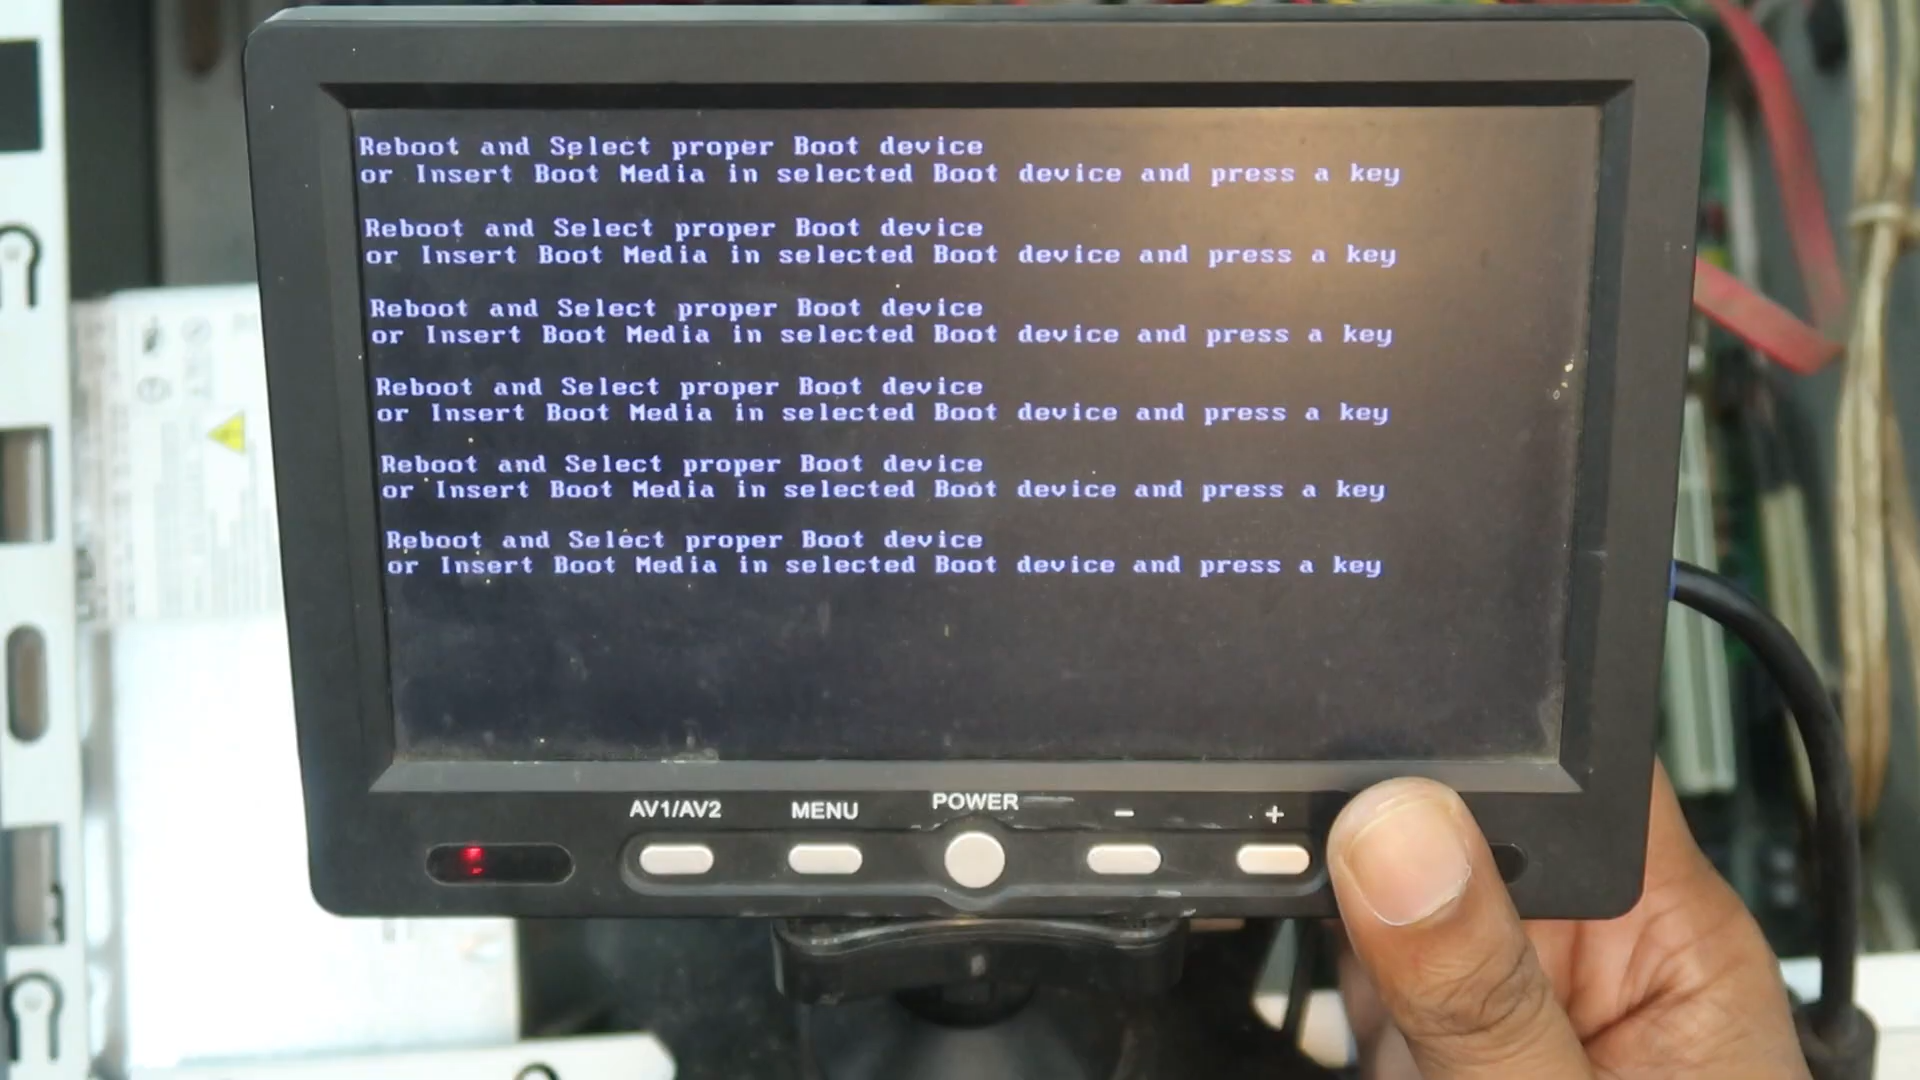 Reboot and Select proper Boot device
or Insert Boot Media in selected Boot device and press a key
Reboot and Select proper Boot device
or Insert Boot Media in selected Boot device and press a key
Reboot and Select proper Boot device
or Insert Boot Media in selected Boot device and press a key
Reboot and Select proper Boot device
or Insert Boot Media in selected Boot device and press a key
Reboot and Select proper Boot device
or Insert Boot Media in selected Boot device and press a key
Reboot and Select proper Boot device
or Insert Boot Media in selected Boot device and press a key
AV1/AV2 MENU POWER − +